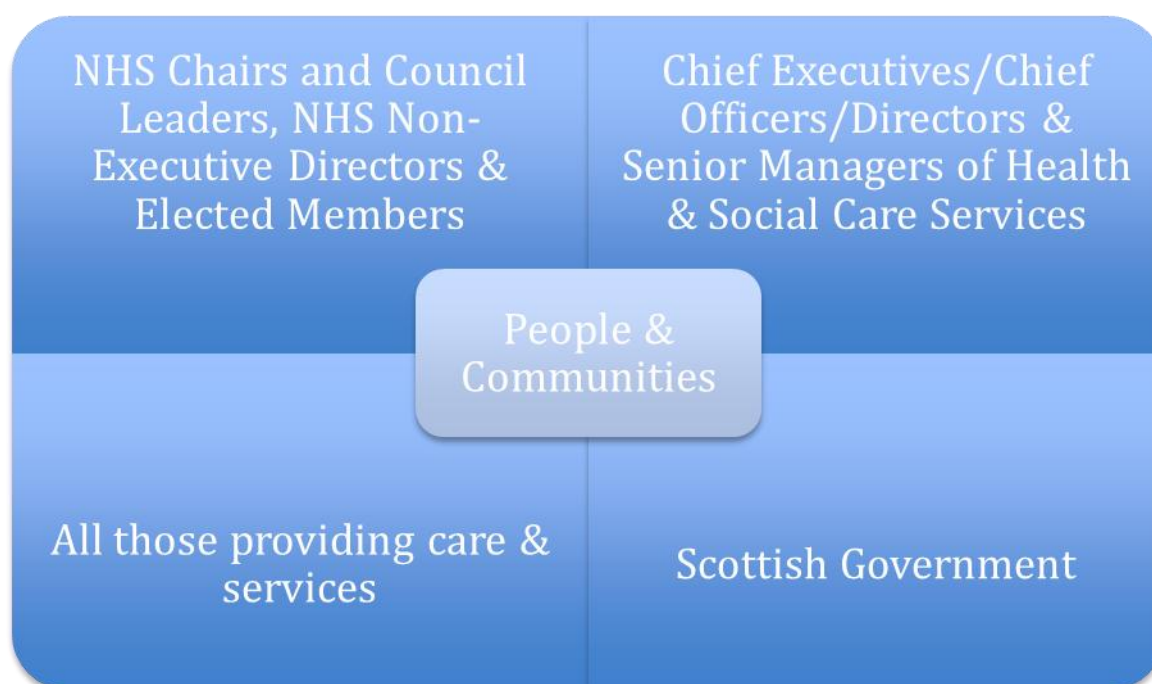 NHS Chairs and Council
Leaders, NHS Non-
Executive Directors &
Elected Members
Chief Executives/Chief
Officers/Directors &
Senior Managers of Health
& Social Care Services
People &
Communities
All those providing care &
services
Scottish Government